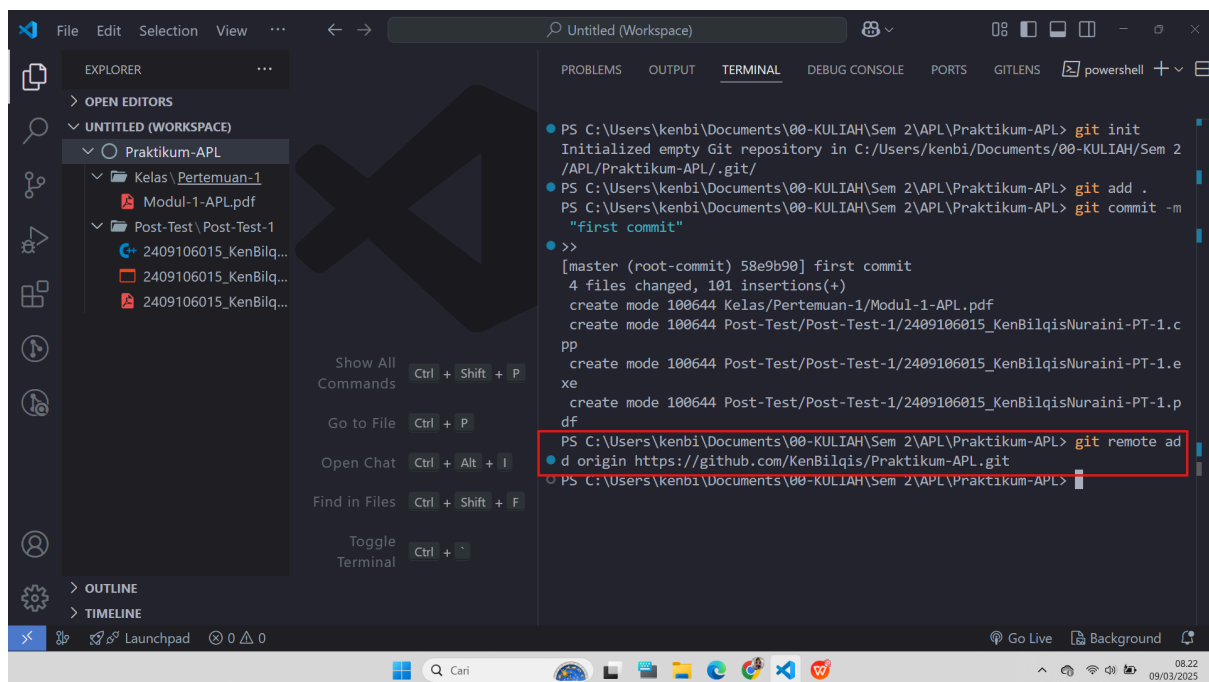 File Edit Selection View ··· Untitled (Workspace)
EXPLORER ···
OPEN EDITORS
UNTITLED (WORKSPACE)
Praktikum-APL
Kelas\Pertemuan-1
Modul-1-APL.pdf
Post-Test\Post-Test-1
2409106015_KenBilq...
2409106015_KenBilq...
2409106015_KenBilq...
OUTLINE
TIMELINE
Show All Commands Ctrl + Shift + P
Go to File Ctrl + P
Open Chat Ctrl + Alt + I
Find in Files Ctrl + Shift + F
Toggle Terminal Ctrl + `
PROBLEMS OUTPUT TERMINAL DEBUG CONSOLE PORTS GITLENS powershell
PS C:\Users\kenbi\Documents\00-KULIAH\Sem 2\APL\Praktikum-APL> git init
Initialized empty Git repository in C:/Users/kenbi/Documents/00-KULIAH/Sem 2
/APL/Praktikum-APL/.git/
PS C:\Users\kenbi\Documents\00-KULIAH\Sem 2\APL\Praktikum-APL> git add .
PS C:\Users\kenbi\Documents\00-KULIAH\Sem 2\APL\Praktikum-APL> git commit -m
"first commit"
>>
[master (root-commit) 58e9b90] first commit
4 files changed, 101 insertions(+)
create mode 100644 Kelas/Pertemuan-1/Modul-1-APL.pdf
create mode 100644 Post-Test/Post-Test-1/2409106015_KenBilqisNuraini-PT-1.c
pp
create mode 100644 Post-Test/Post-Test-1/2409106015_KenBilqisNuraini-PT-1.e
xe
create mode 100644 Post-Test/Post-Test-1/2409106015_KenBilqisNuraini-PT-1.p
df
PS C:\Users\kenbi\Documents\00-KULIAH\Sem 2\APL\Praktikum-APL> git remote ad
d origin https://github.com/KenBilqis/Praktikum-APL.git
PS C:\Users\kenbi\Documents\00-KULIAH\Sem 2\APL\Praktikum-APL>
Launchpad 0 0 Go Live Background
Cari
08.22
09/03/2025